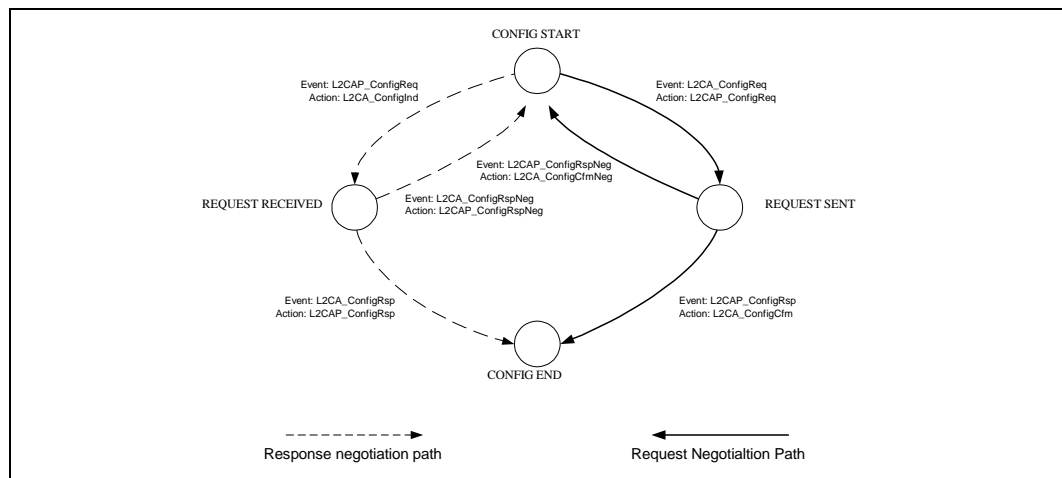 CONFIG START
Event: L2CAP_ConfigReq
Action: L2CA_ConfigInd
Event: L2CA_ConfigReq
Action: L2CAP_ConfigReq
Event: L2CAP_ConfigRspNeg
Action: L2CA_ConfigCfmNeg
REQUEST RECEIVED
Event: L2CA_ConfigRspNeg
Action: L2CAP_ConfigRspNeg
REQUEST SENT
Event: L2CA_ConfigRsp
Action: L2CAP_ConfigRsp
Event: L2CAP_ConfigRsp
Action: L2CA_ConfigCfm
CONFIG END
Response negotiation path
Request Negotialtion Path